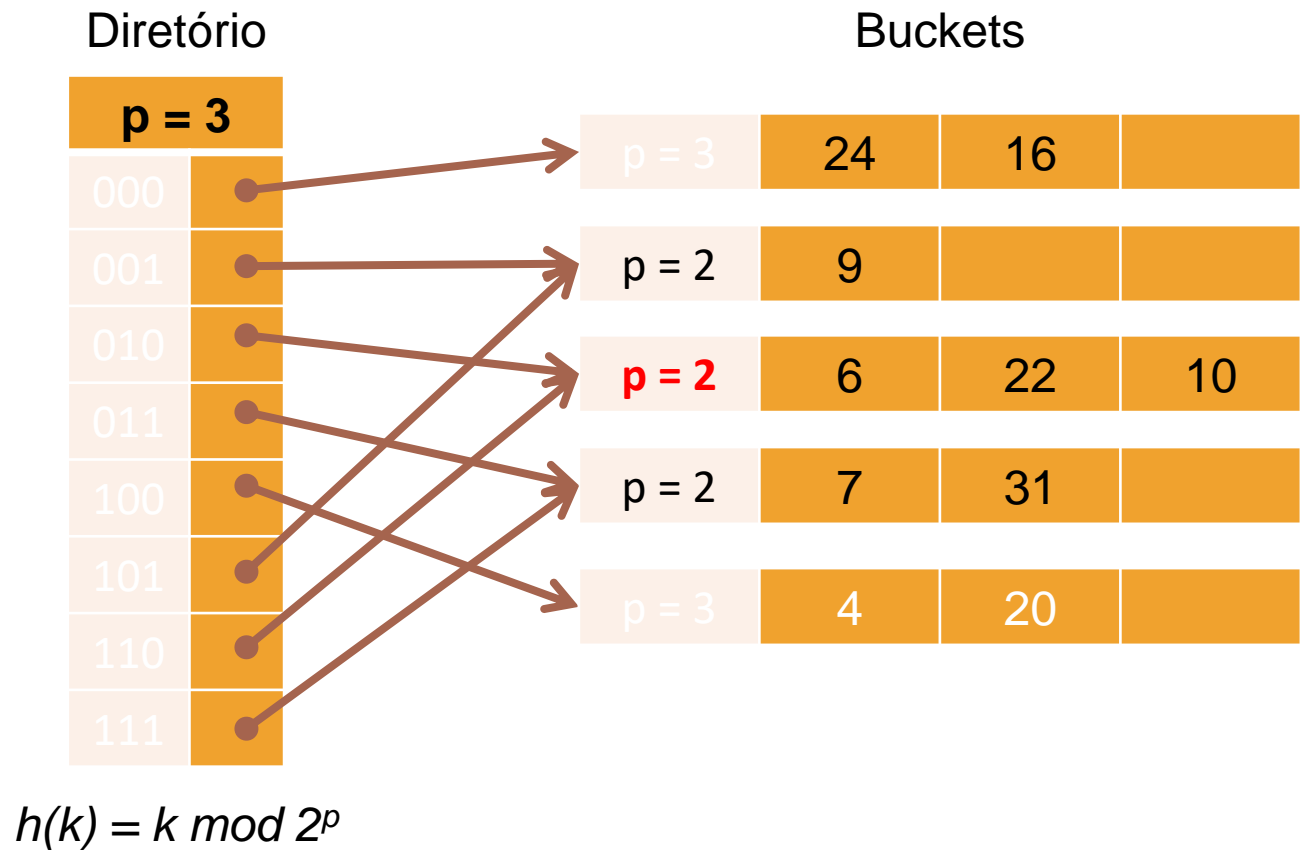 Diretório Buckets
p = 3
p = 3 24 16
000
001 p = 2 9
010
p = 2 6 22 10
011
100 p = 2 7 31
101
p = 3 4 20
110
111
h(k) = k mod 2ᵖ